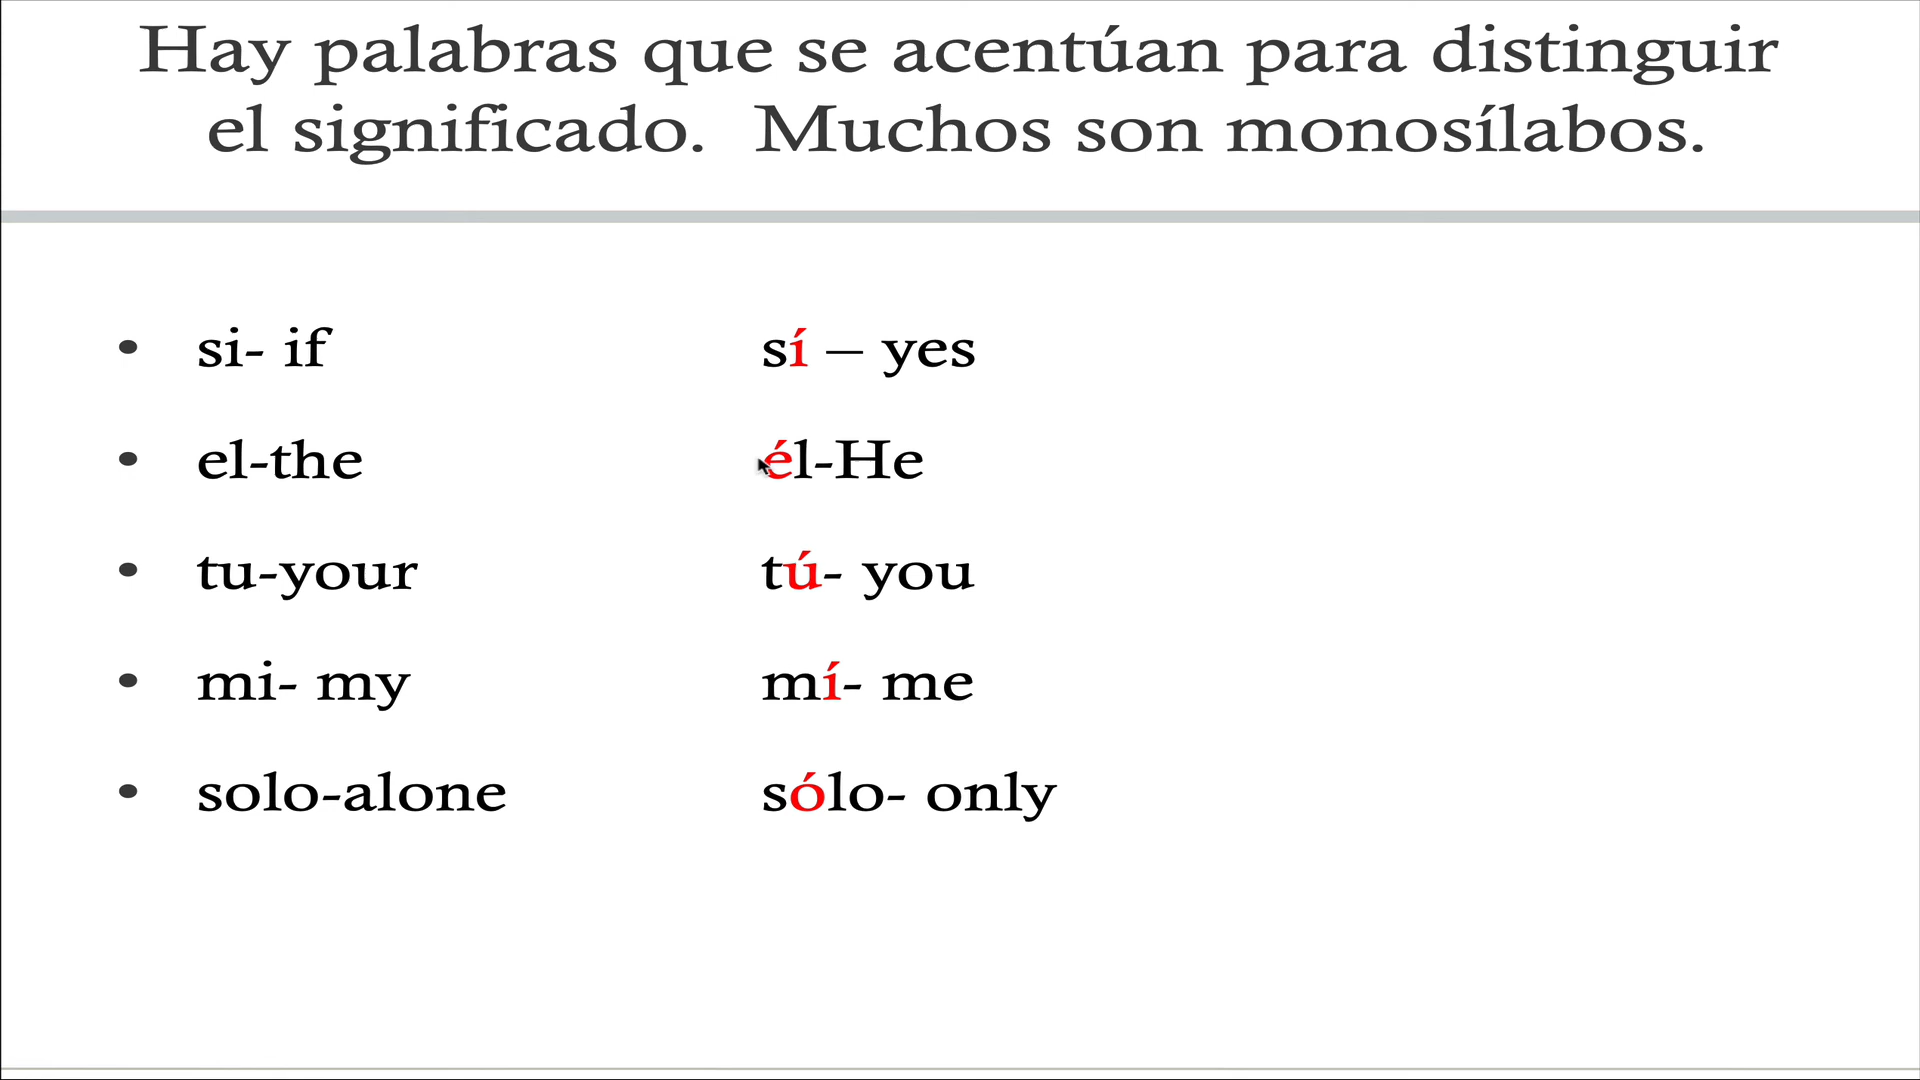 Hay palabras que se acentúan para distinguir
el significado.  Muchos son monosílabos.
• si- if sí – yes
• el-the él-He
• tu-your tú- you
• mi- my mí- me
• solo-alone sólo- only